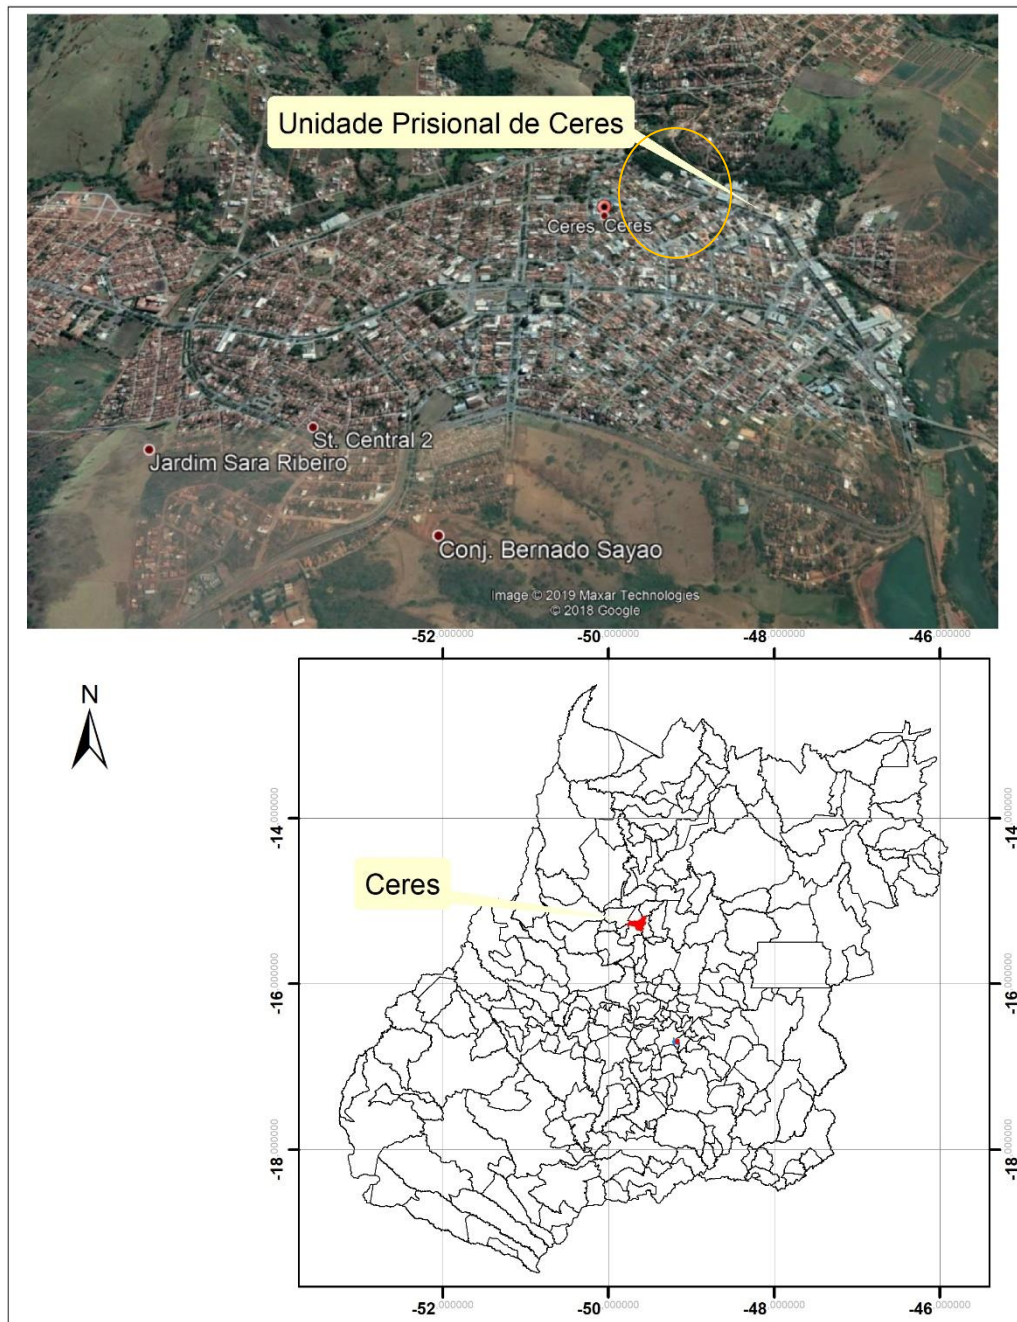 Unidade Prisional de Ceres
Ceres, Ceres
St. Central 2
Jardim Sara Ribeiro
Conj. Bernado Sayao
Image © 2019 Maxar Technologies
© 2018 Google
-52,000000 -50,000000 -48,000000 -46,000000
N
-14,000000 -14,000000
Ceres
-16,000000 -16,000000
-18,000000 -18,000000
-52,000000 -50,000000 -48,000000 -46,000000